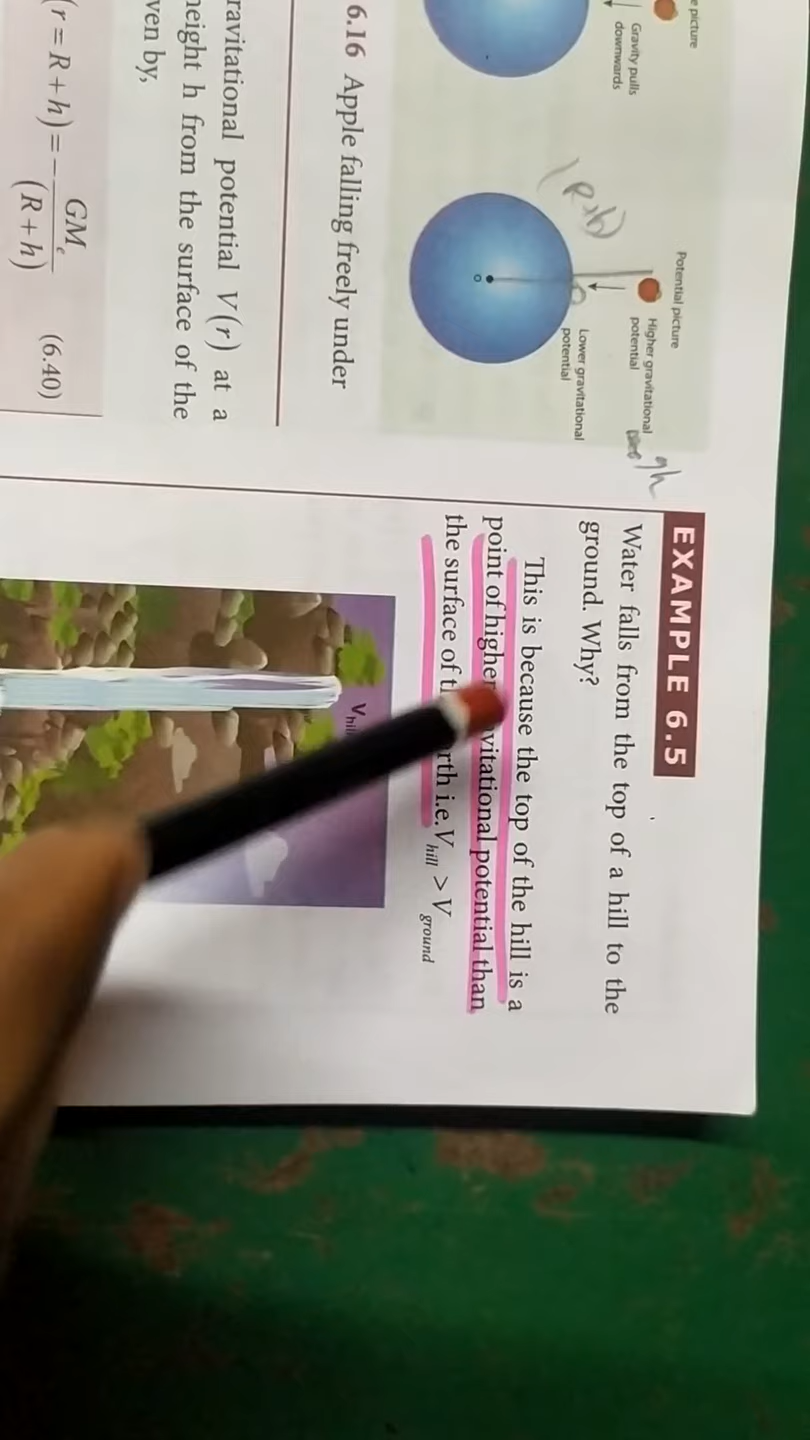 e picture
Gravity pulls
downwards
Potential picture
Higher gravitational
potential
gh
Lower gravitational
potential
o
6.16 Apple falling freely under
ravitational potential V(r) at a
height h from the surface of the
ven by,
(r = R + h) = - GMe / (R + h) (6.40)
EXAMPLE 6.5
Water falls from the top of a hill to the
ground. Why?
This is because the top of the hill is a
point of higher vitational potential than
the surface of t rth i.e. V hill > V ground
V hill